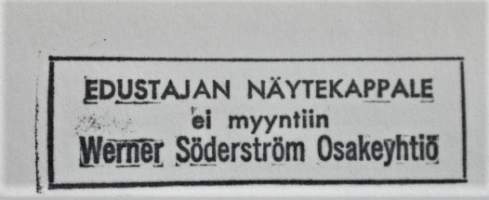 EDUSTAJAN NÄYTEKAPPALE
ei myyntiin
Werner Söderström Osakeyhtiö